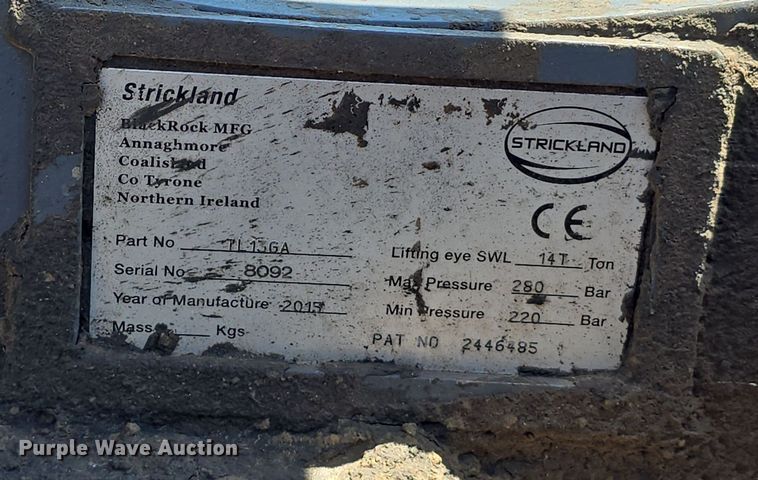 Strickland
BlackRock MFG
Annaghmore
Coalisland
Co Tyrone
Northern Ireland
STRICKLAND
CE
Part No
Serial No 8092
Year of Manufacture 2015
Mass Kgs
Lifting eye SWL 14T Ton
Max Pressure 280 Bar
Min Pressure 220 Bar
PAT NO 2446485
Purple Wave Auction